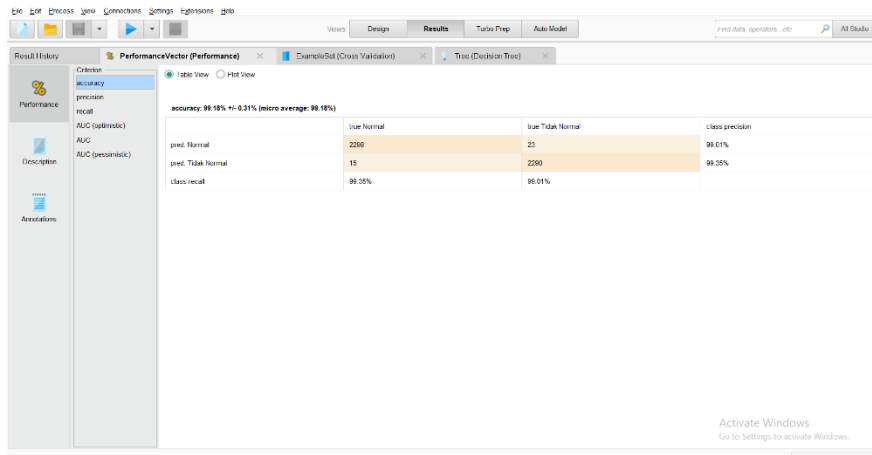 File Edit Process View Connections Settings Extensions Help
Views: Design Results Turbo Prep Auto Model
Find data, operators...etc All Studio
Result History
PerformanceVector (Performance)
ExampleSet (Cross Validation)
Tree (Decision Tree)
Performance
Description
Annotations
Criterion
accuracy
precision
recall
AUC (optimistic)
AUC
AUC (pessimistic)
Table View Plot View
accuracy: 99.18% +/- 0.31% (micro average: 99.18%)
true Normal true Tidak Normal class precision
pred. Normal 2298 23 99.01%
pred. Tidak Normal 15 2290 99.35%
class recall 99.35% 99.01%
Activate Windows
Go to Settings to activate Windows.